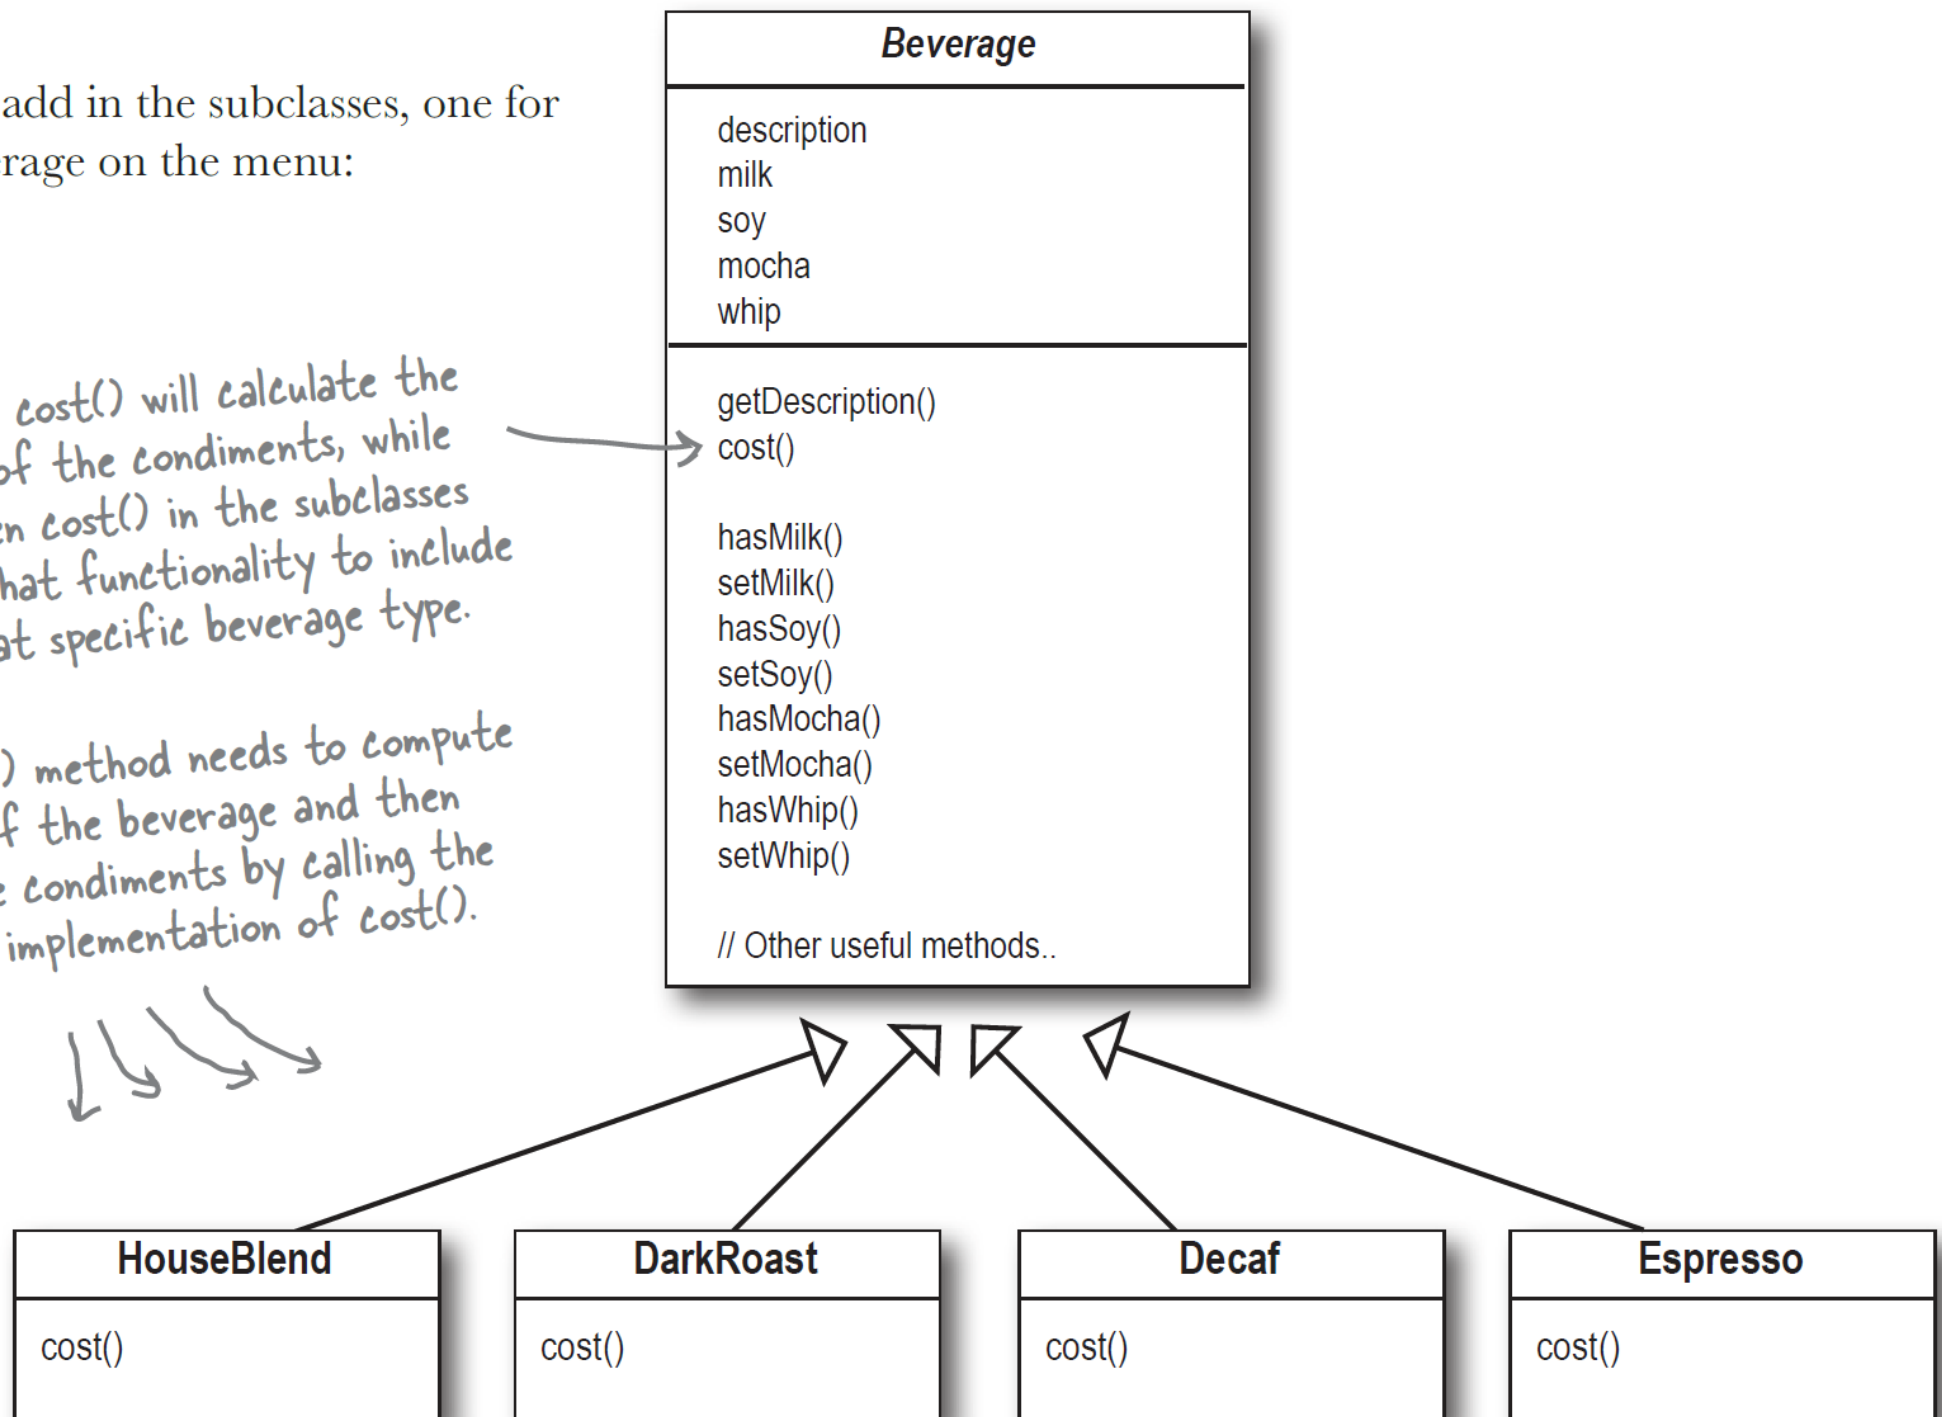 add in the subclasses, one for
rage on the menu:
cost() will calculate the
of the condiments, while
en cost() in the subclasses
hat functionality to include
at specific beverage type.
) method needs to compute
f the beverage and then
e condiments by calling the
implementation of cost().
Beverage
description
milk
soy
mocha
whip
getDescription()
cost()
hasMilk()
setMilk()
hasSoy()
setSoy()
hasMocha()
setMocha()
hasWhip()
setWhip()
// Other useful methods..
HouseBlend
cost()
DarkRoast
cost()
Decaf
cost()
Espresso
cost()